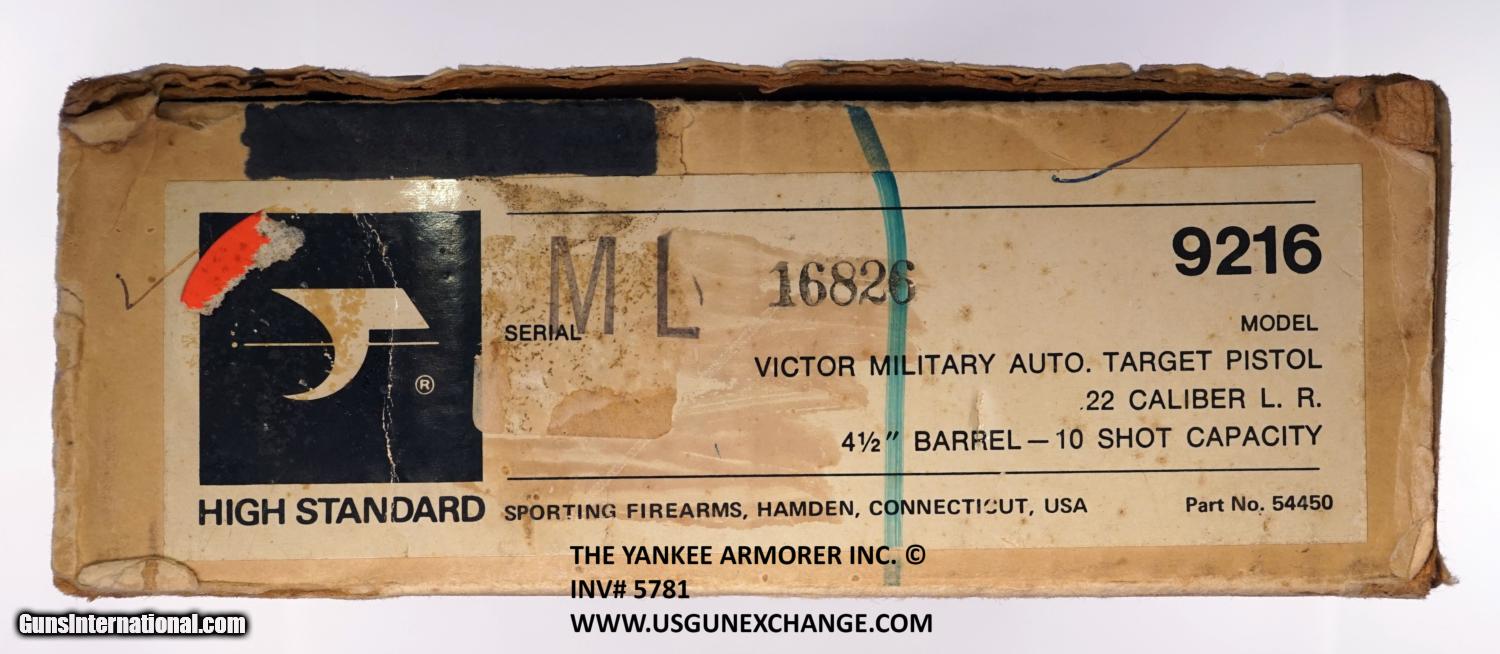 9216
ML 16826
SERIAL
MODEL
VICTOR MILITARY AUTO. TARGET PISTOL
.22 CALIBER L. R.
4½" BARREL—10 SHOT CAPACITY
®
HIGH STANDARD
SPORTING FIREARMS, HAMDEN, CONNECTICUT, USA
Part No. 54450
THE YANKEE ARMORER INC. ©
INV# 5781
WWW.USGUNEXCHANGE.COM
GunsInternational.com